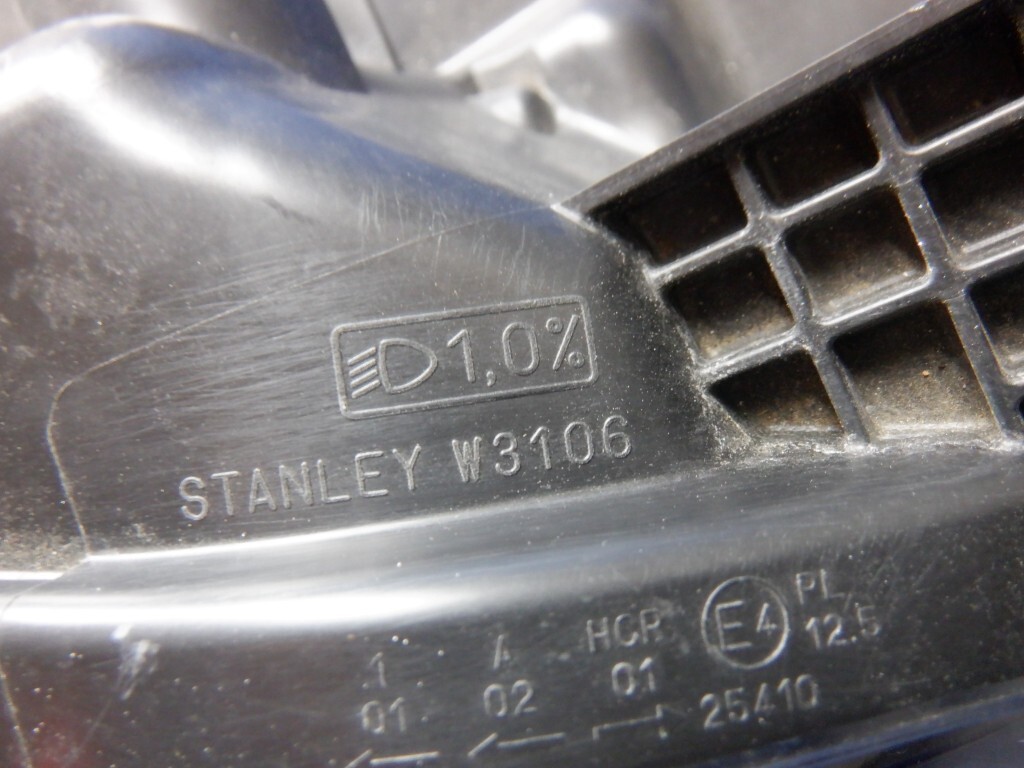 1,0%
STANLEY W3106
1 A HCR E4 PL
01 02 01 12.5
25410